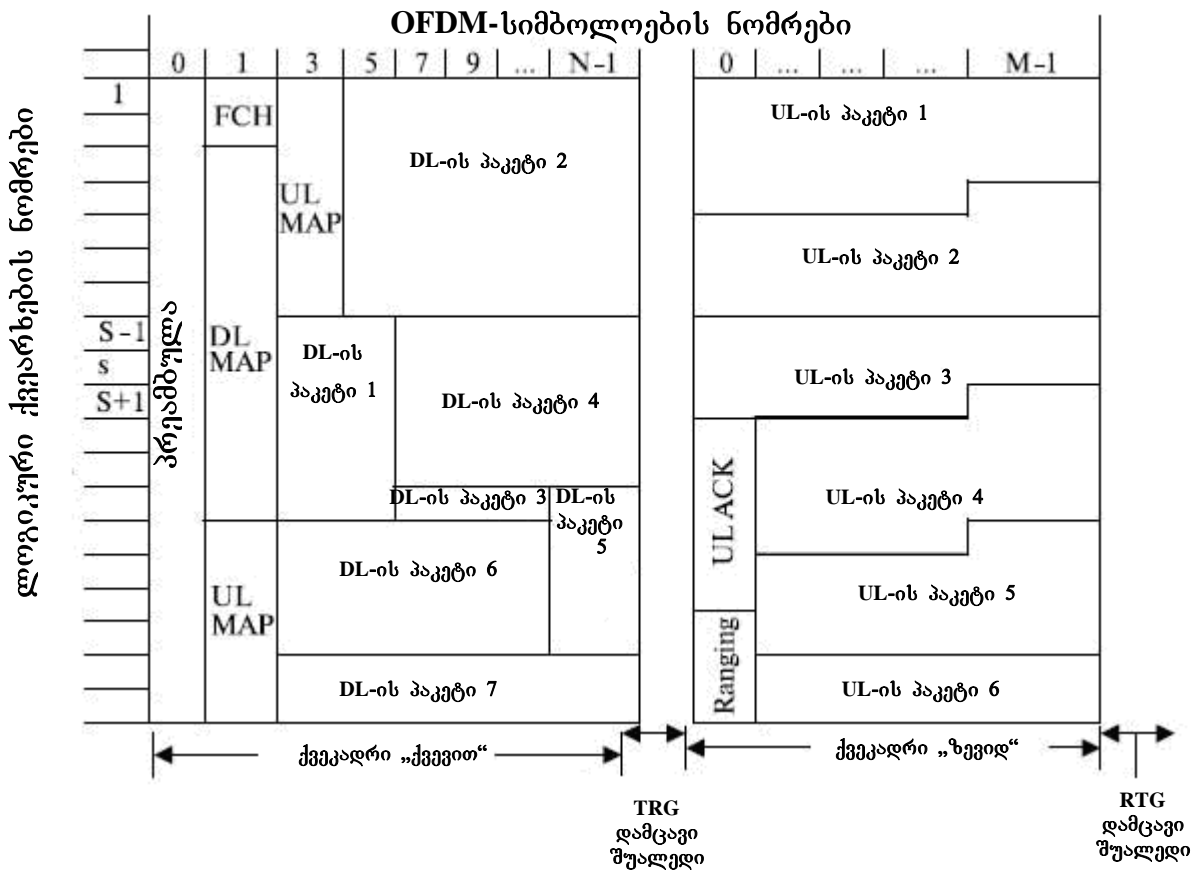 OFDM-სიმბოლოების ნომრები
0 1 3 5 7 9 ... N-1 0 ... ... ... M-1
ლოგიკური ქვეარხების ნომრები
1
S-1
s
S+1
პრეამბულა
FCH
DL
MAP
UL
MAP
UL
MAP
DL-ის პაკეტი 2
DL-ის
პაკეტი 1
DL-ის პაკეტი 4
DL-ის პაკეტი 3
DL-ის
პაკეტი
5
DL-ის პაკეტი 6
DL-ის პაკეტი 7
UL-ის პაკეტი 1
UL-ის პაკეტი 2
UL-ის პაკეტი 3
UL ACK
UL-ის პაკეტი 4
UL-ის პაკეტი 5
Ranging
UL-ის პაკეტი 6
ქვეკადრი „ქვევით“
ქვეკადრი „ზევიდ“
TRG
დამცავი
შუალედი
RTG
დამცავი
შუალედი